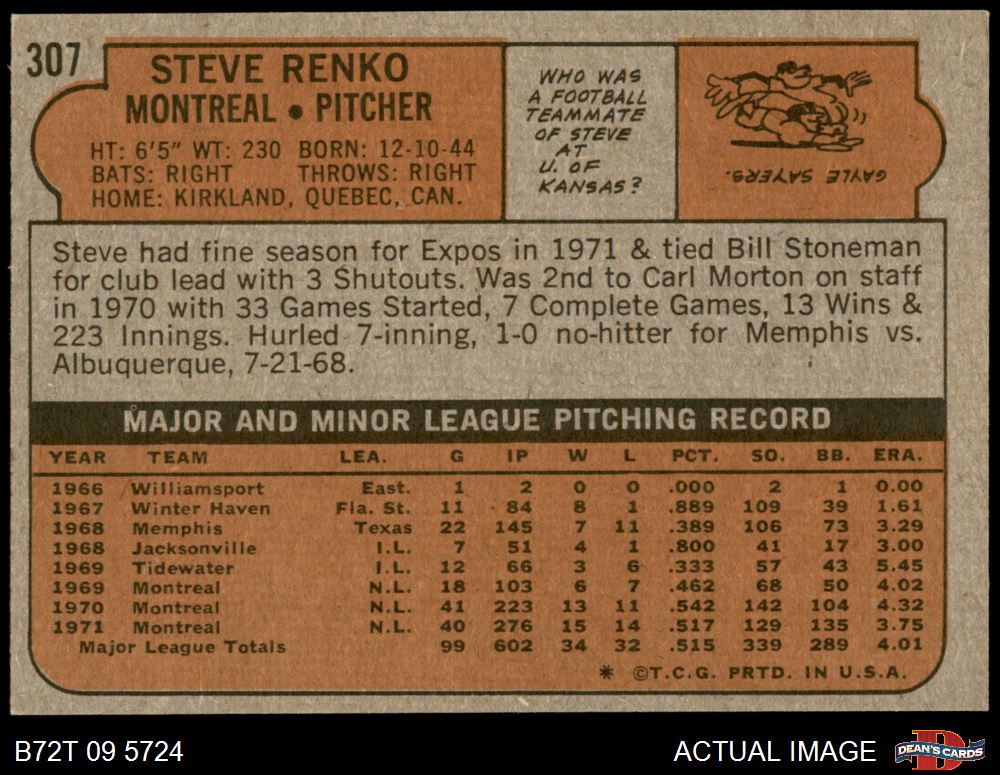 307
STEVE RENKO
MONTREAL • PITCHER
HT: 6'5" WT: 230 BORN: 12-10-44
BATS: RIGHT THROWS: RIGHT
HOME: KIRKLAND, QUEBEC, CAN.
WHO WAS
A FOOTBALL
TEAMMATE
OF STEVE
AT
U. OF
KANSAS?
GAYLE SAYERS.
Steve had fine season for Expos in 1971 & tied Bill Stoneman
for club lead with 3 Shutouts. Was 2nd to Carl Morton on staff
in 1970 with 33 Games Started, 7 Complete Games, 13 Wins &
223 Innings. Hurled 7-inning, 1-0 no-hitter for Memphis vs.
Albuquerque, 7-21-68.
MAJOR AND MINOR LEAGUE PITCHING RECORD
YEAR TEAM LEA. G IP W L PCT. SO. BB. ERA.
1966 Williamsport East. 1 2 0 0 .000 2 1 0.00
1967 Winter Haven Fla. St. 11 84 8 1 .889 109 39 1.61
1968 Memphis Texas 22 145 7 11 .389 106 73 3.29
1968 Jacksonville I.L. 7 51 4 1 .800 41 17 3.00
1969 Tidewater I.L. 12 66 3 6 .333 57 43 5.45
1969 Montreal N.L. 18 103 6 7 .462 68 50 4.02
1970 Montreal N.L. 41 223 13 11 .542 142 104 4.32
1971 Montreal N.L. 40 276 15 14 .517 129 135 3.75
Major League Totals 99 602 34 32 .515 339 289 4.01
* ©T.C.G. PRTD. IN U.S.A.
B72T 09 5724
ACTUAL IMAGE
D
DEAN'S CARDS